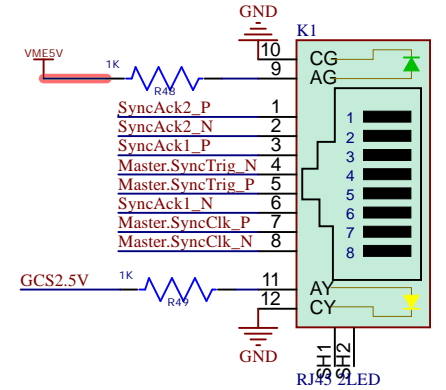 GND
K1
VME5V
1K
R48
10
CG
9
AG
SyncAck2_P
1
SyncAck2_N
2
SyncAck1_P
3
Master.SyncTrig_N
4
Master.SyncTrig_P
5
SyncAck1_N
6
Master.SyncClk_P
7
Master.SyncClk_N
8
1
2
3
4
5
6
7
8
GCS2.5V
1K
R49
11
AY
12
CY
GND
SH1
SH2
RJ45 2LED